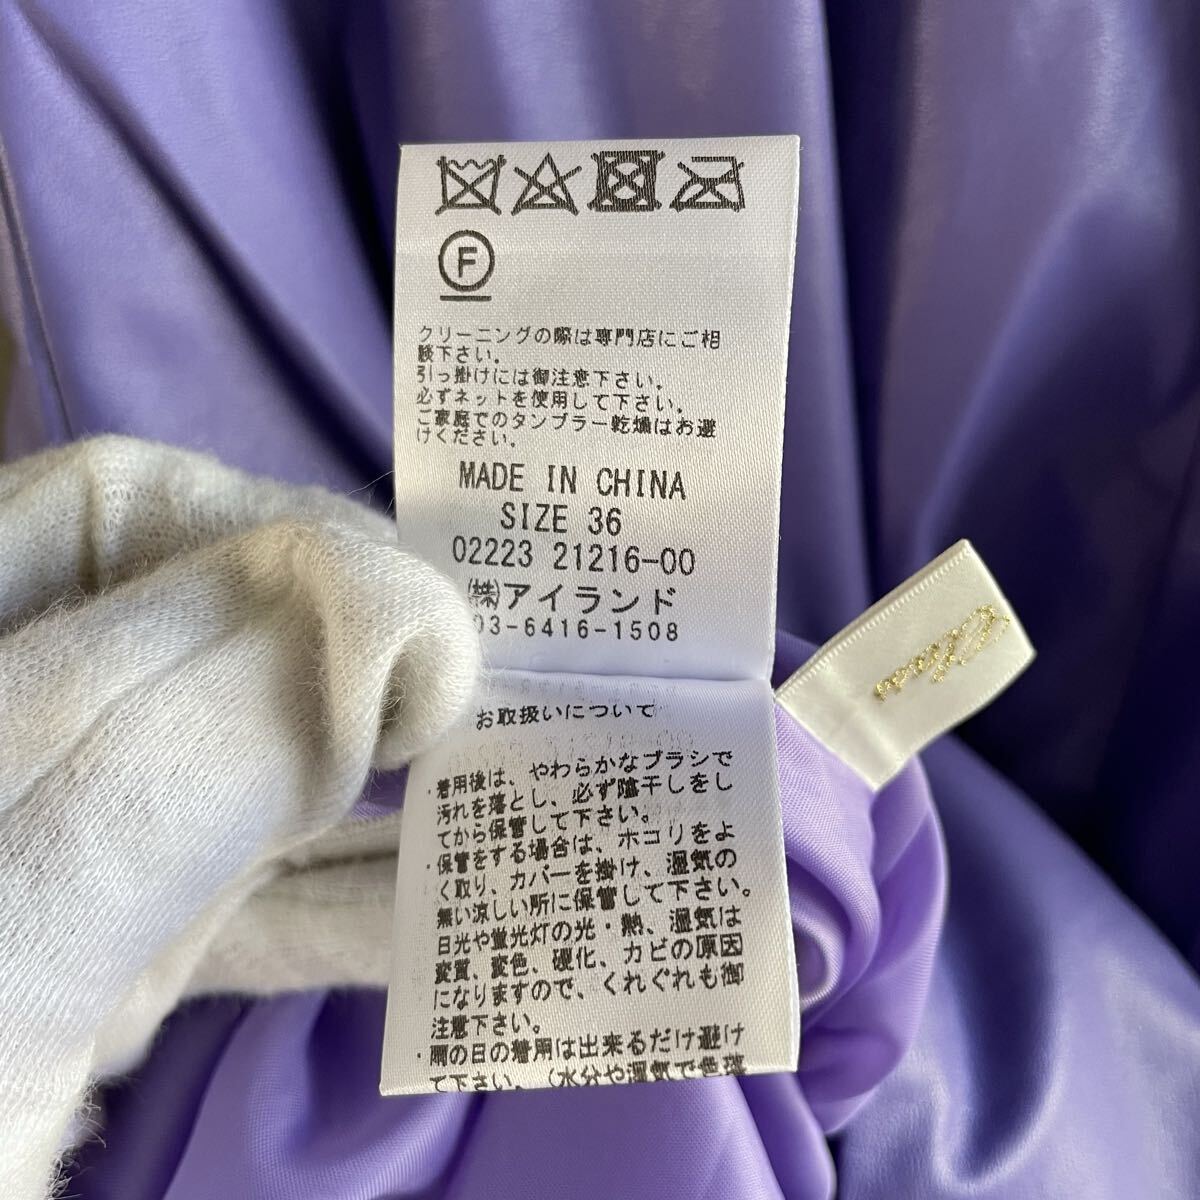 F
クリーニングの際は専門店にご相
談下さい。
引っ掛けには御注意下さい。
必ずネットを使用して下さい。
ご家庭でのタンブラー乾燥はお避
けください。
MADE IN CHINA
SIZE 36
02223 21216-00
㈱アイランド
03-6416-1508
お取扱いについて
・着用後は、やわらかなブラシで
汚れを落とし、必ず陰干しをし
てから保管して下さい。
・保管をする場合は、ホコリをよ
く取り、カバーを掛け、湿気の
無い涼しい所に保管して下さい。
日光や蛍光灯の光・熱、湿気は
変質、変色、硬化、カビの原因
になりますので、くれぐれも御
注意下さい。
・雨の日の着用は出来るだけ避け
て下さい。(水分や湿気で色落